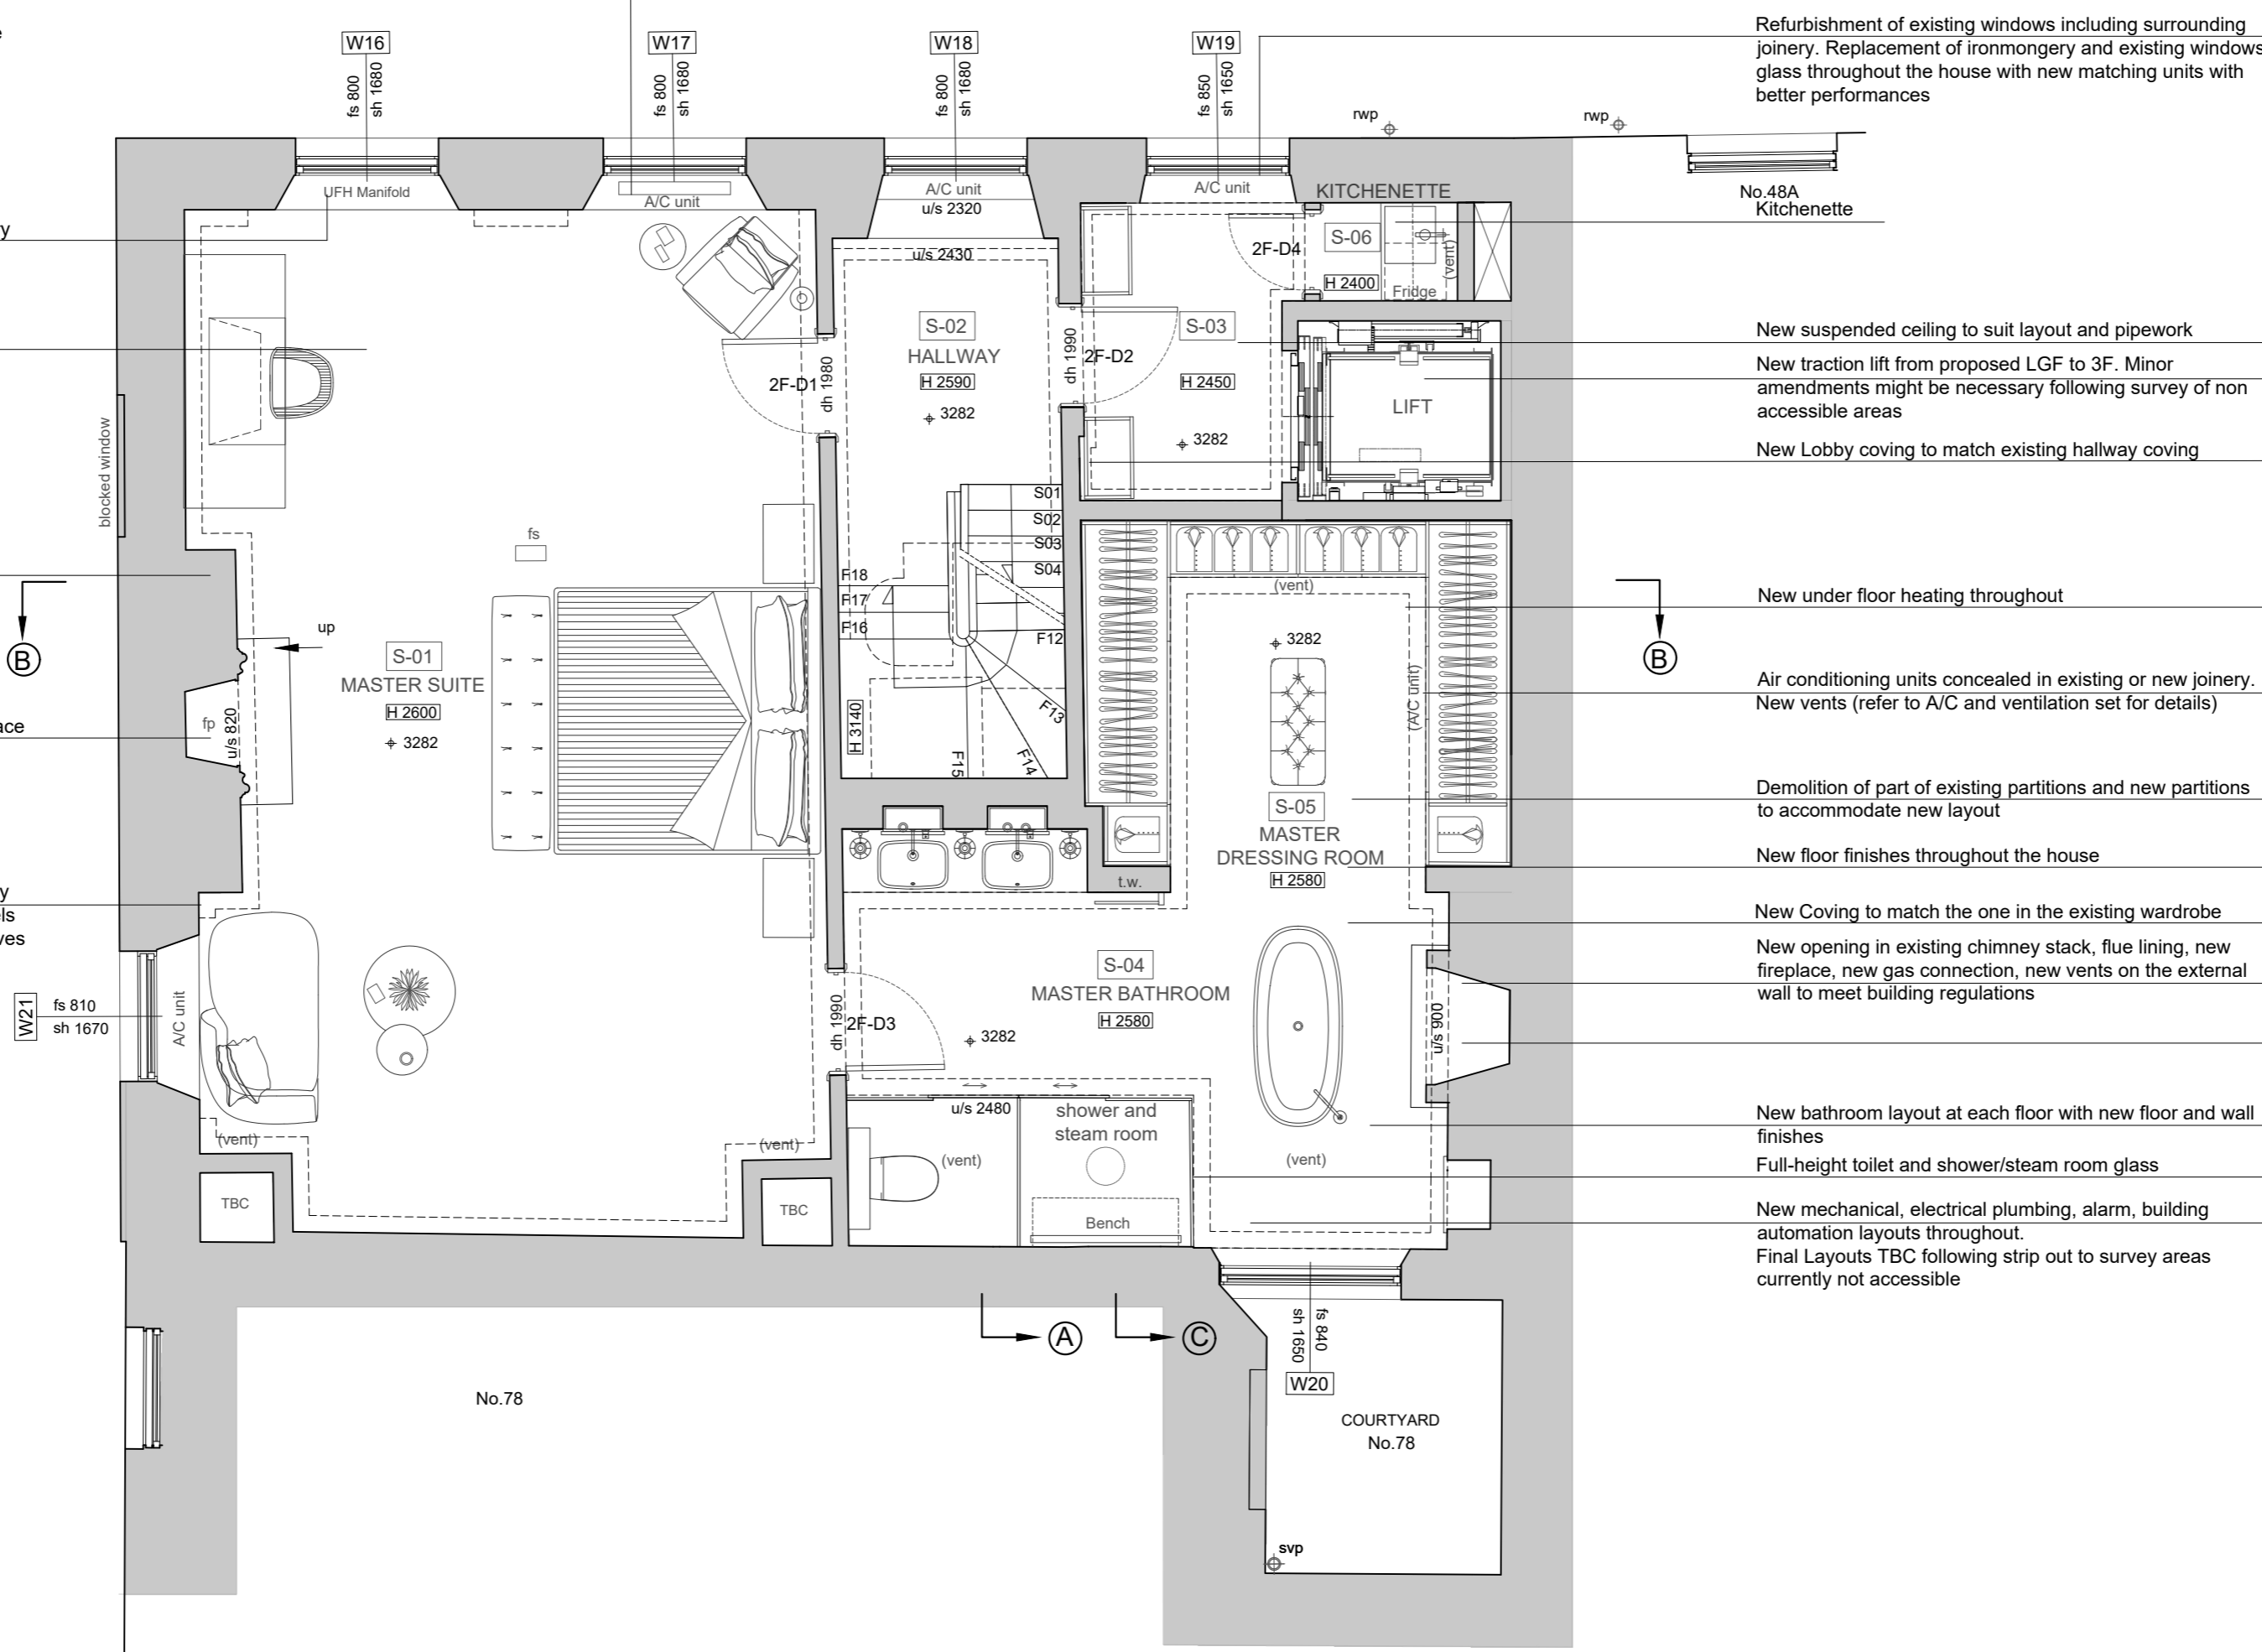 e
W16
fs 800
sh 1680
W17
fs 800
sh 1680
W18
fs 800
sh 1680
W19
fs 850
sh 1650
Refurbishment of existing windows including surrounding
joinery. Replacement of ironmongery and existing windows
glass throughout the house with new matching units with
better performances
rwp
rwp
UFH Manifold
A/C unit
A/C unit
u/s 2320
A/C unit
KITCHENETTE
No.48A
Kitchenette
ry
S-06
2F-D4
(vent)
H 2400
Fridge
u/s 2430
S-02
HALLWAY
H 2590
3282
S-03
H 2450
3282
dh 1990
2F-D2
2F-D1
dh 1980
LIFT
New suspended ceiling to suit layout and pipework
New traction lift from proposed LGF to 3F. Minor
amendments might be necessary following survey of non
accessible areas
New Lobby coving to match existing hallway coving
blocked window
fs
S01
S02
S03
S04
F18
F17
F16
F12
F13
F14
F15
H 3140
(vent)
B
B
New under floor heating throughout
up
S-01
MASTER SUITE
H 2600
3282
fp
u/s 820
ace
3282
(A/C unit)
Air conditioning units concealed in existing or new joinery.
New vents (refer to A/C and ventilation set for details)
S-05
MASTER
DRESSING ROOM
H 2580
Demolition of part of existing partitions and new partitions
to accommodate new layout
New floor finishes throughout the house
t.w.
y
els
ves
New Coving to match the one in the existing wardrobe
New opening in existing chimney stack, flue lining, new
fireplace, new gas connection, new vents on the external
wall to meet building regulations
S-04
MASTER BATHROOM
H 2580
3282
W21
fs 810
sh 1670
A/C unit
dh 1990
2F-D3
u/s 900
u/s 2480
shower and
steam room
New bathroom layout at each floor with new floor and wall
finishes
Full-height toilet and shower/steam room glass
(vent)
(vent)
(vent)
(vent)
TBC
TBC
Bench
New mechanical, electrical plumbing, alarm, building
automation layouts throughout.
Final Layouts TBC following strip out to survey areas
currently not accessible
A
C
fs 840
sh 1650
W20
No.78
COURTYARD
No.78
svp